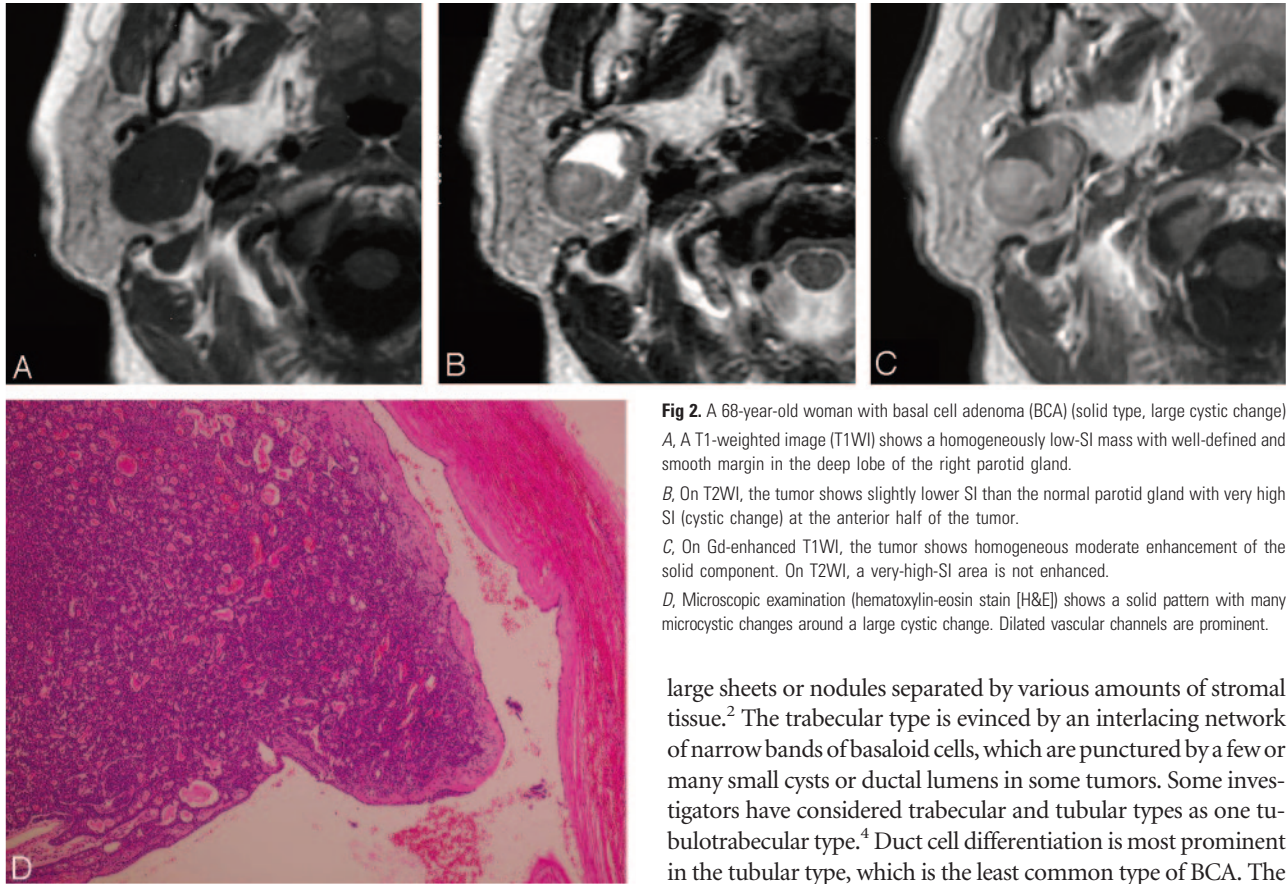 A
B
C
D
Fig 2. A 68-year-old woman with basal cell adenoma (BCA) (solid type, large cystic change)
A, A T1-weighted image (T1WI) shows a homogeneously low-SI mass with well-defined and
smooth margin in the deep lobe of the right parotid gland.
B, On T2WI, the tumor shows slightly lower SI than the normal parotid gland with very high
SI (cystic change) at the anterior half of the tumor.
C, On Gd-enhanced T1WI, the tumor shows homogeneous moderate enhancement of the
solid component. On T2WI, a very-high-SI area is not enhanced.
D, Microscopic examination (hematoxylin-eosin stain [H&E]) shows a solid pattern with many
microcystic changes around a large cystic change. Dilated vascular channels are prominent.
large sheets or nodules separated by various amounts of stromal
tissue.2 The trabecular type is evinced by an interlacing network
of narrow bands of basaloid cells, which are punctured by a few or
many small cysts or ductal lumens in some tumors. Some inves-
tigators have considered trabecular and tubular types as one tu-
bulotrabecular type.4 Duct cell differentiation is most prominent
in the tubular type, which is the least common type of BCA. The